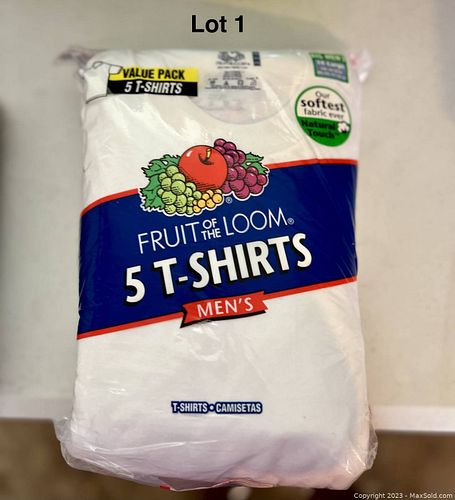 Lot 1
VALUE PACK
5 T-SHIRTS
Our
softest
fabric ever
Natural
Touch
FRUIT OF THE LOOM®
5 T-SHIRTS
MEN'S
T-SHIRTS • CAMISETAS
Copyright 2023 - MaxSold.com